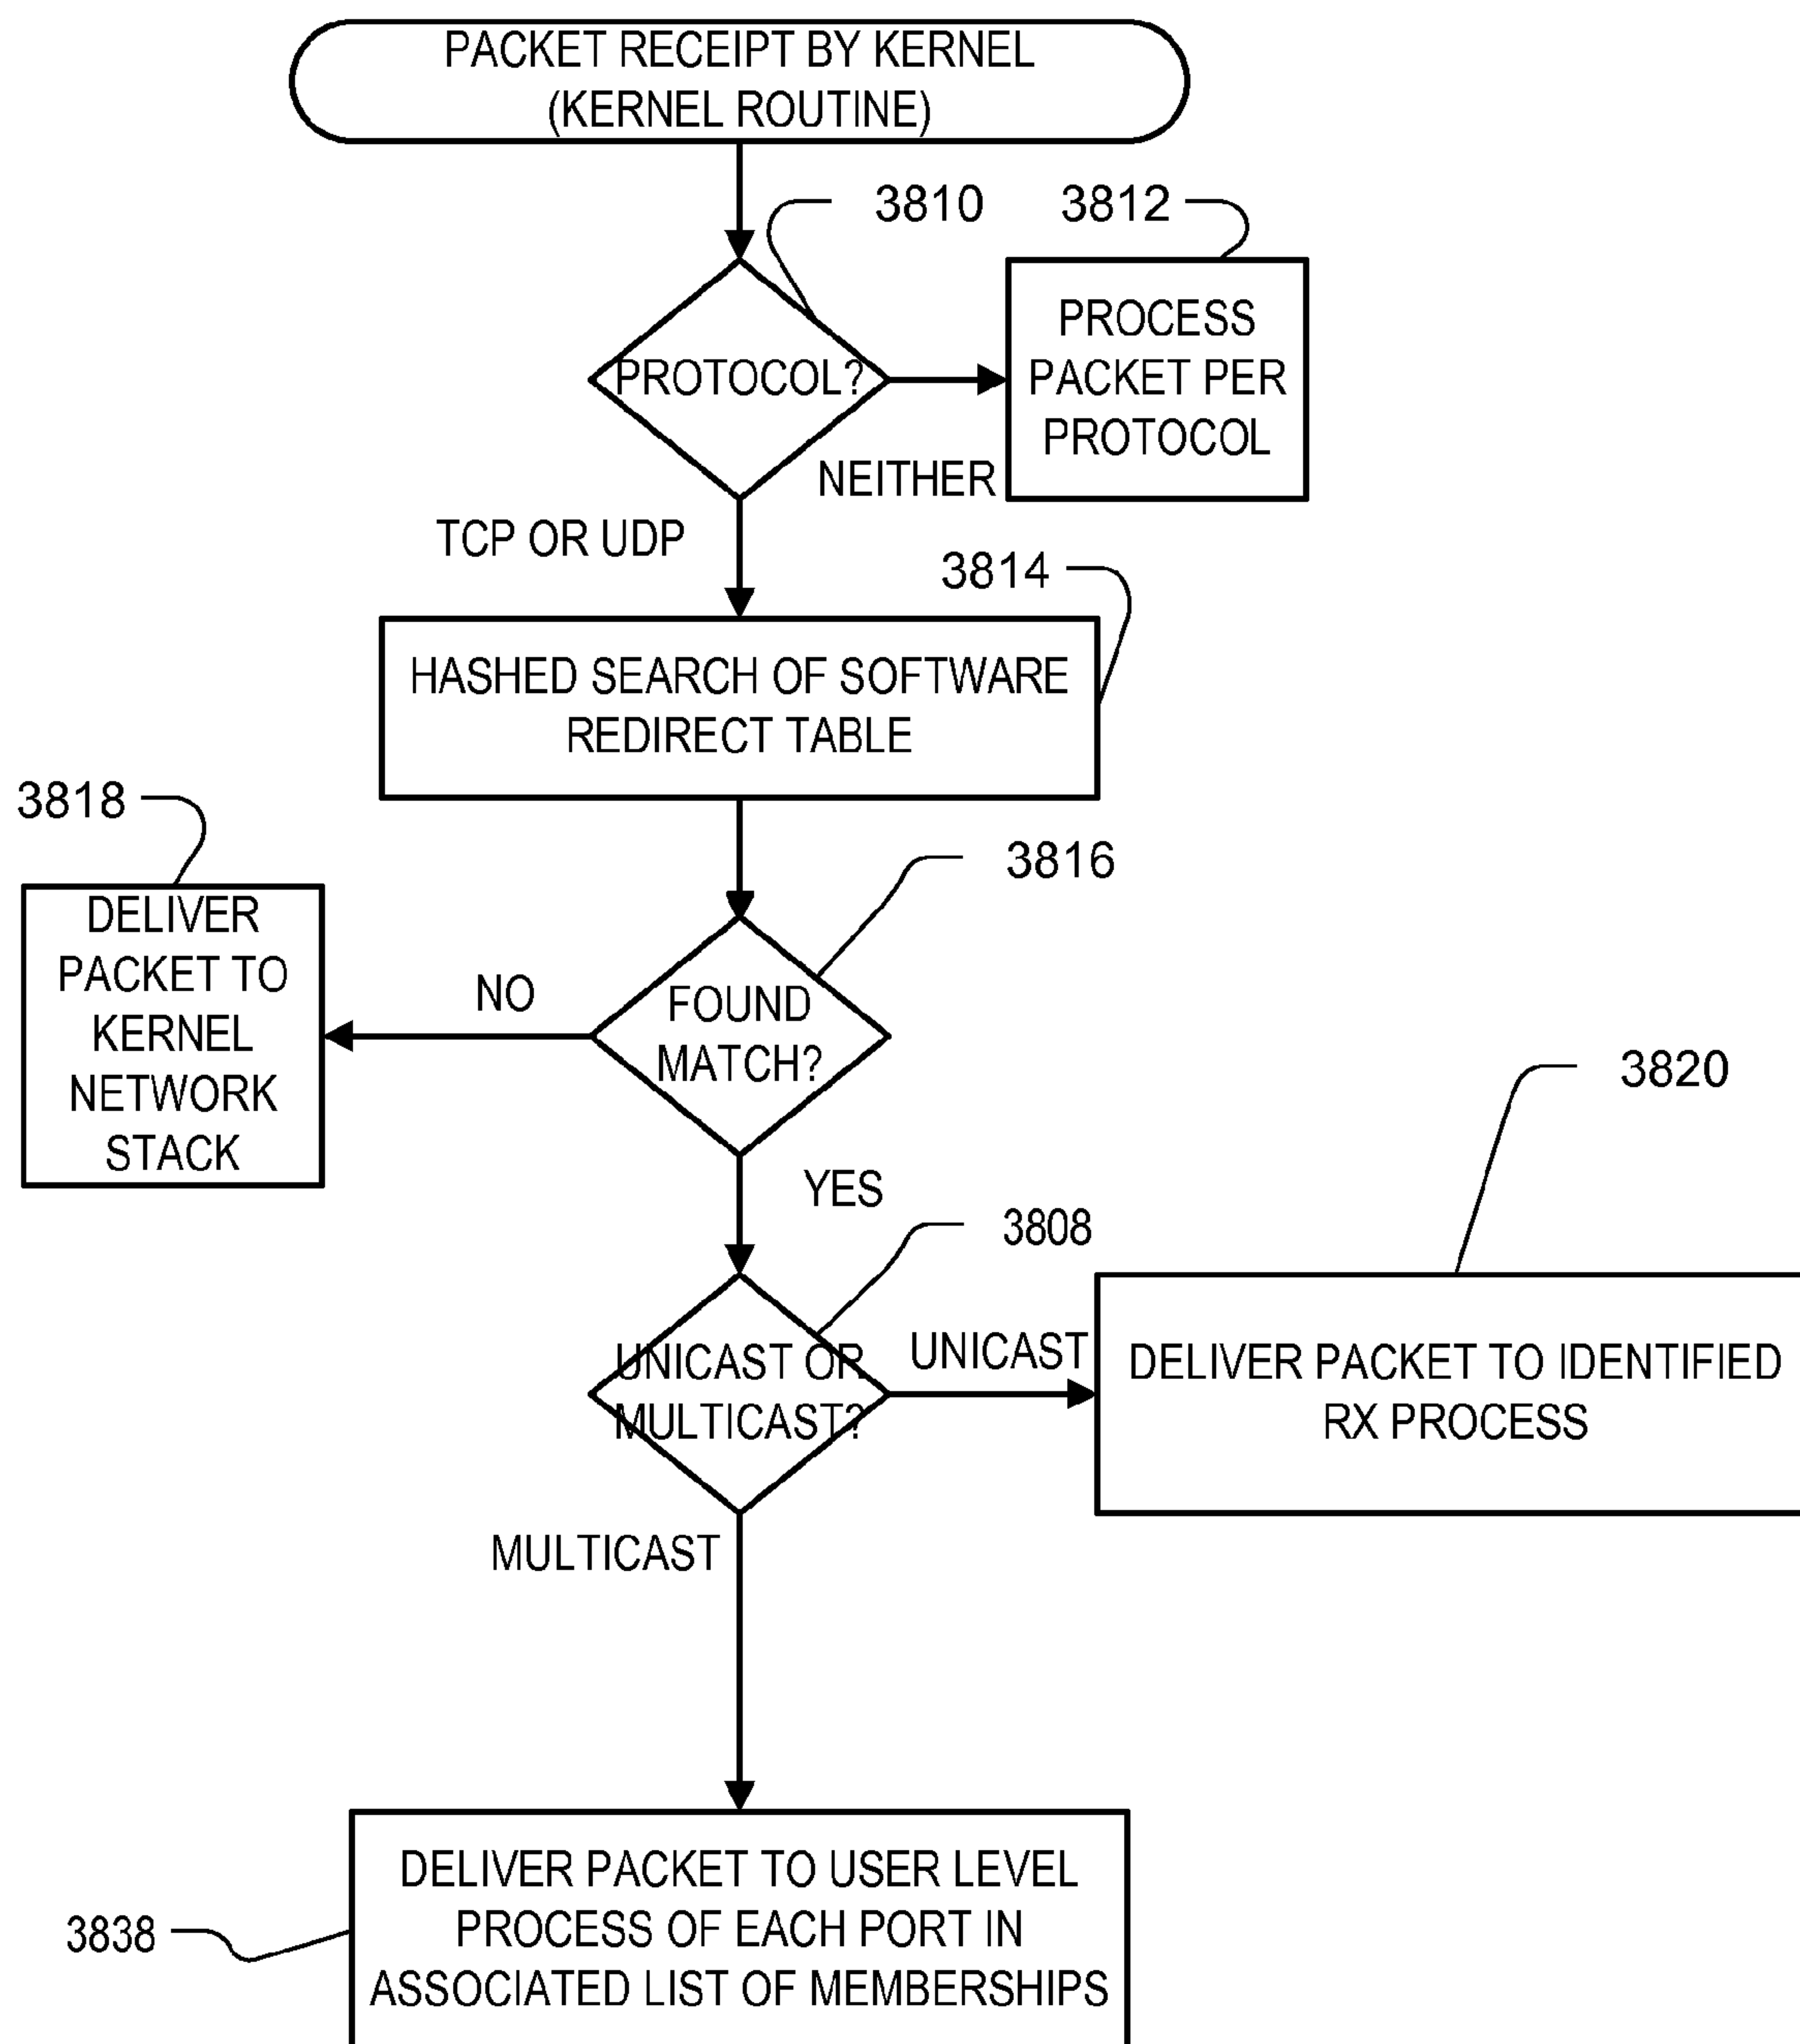 PACKET RECEIPT BY KERNEL
(KERNEL ROUTINE)
3810
3812
PROTOCOL?
PROCESS
PACKET PER
PROTOCOL
NEITHER
TCP OR UDP
3814
HASHED SEARCH OF SOFTWARE
REDIRECT TABLE
3818
3816
DELIVER
PACKET TO
KERNEL
NETWORK
STACK
NO
FOUND
MATCH?
3820
YES
3808
UNICAST OR
MULTICAST?
UNICAST
DELIVER PACKET TO IDENTIFIED
RX PROCESS
MULTICAST
DELIVER PACKET TO USER LEVEL
PROCESS OF EACH PORT IN
ASSOCIATED LIST OF MEMBERSHIPS
3838